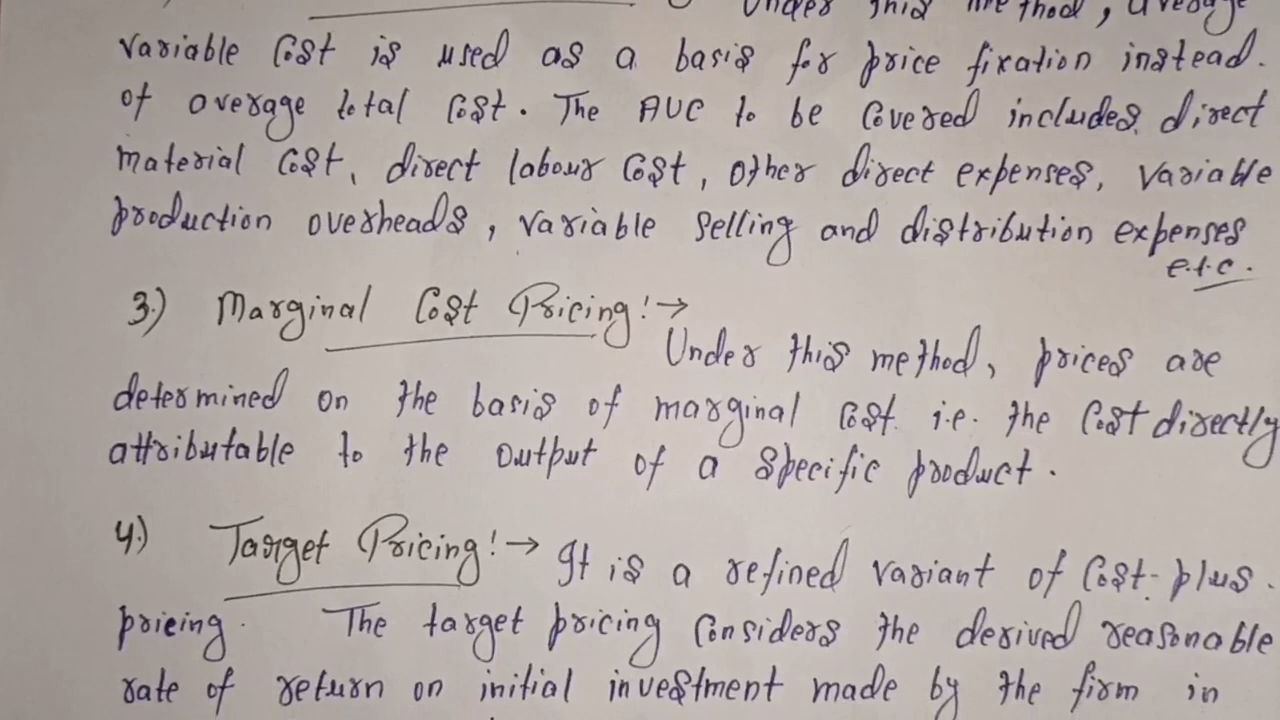 Under this method, average
variable cost is used as a basis for price fixation instead.
of average total cost. The AVC to be covered includes direct
material cost, direct labour cost, other direct expenses, variable
production overheads, variable selling and distribution expenses
e.t.c.
3.) Marginal Cost Pricing!→
Under this method, prices are
determined on the basis of marginal cost i.e. the cost directly
attributable to the output of a specific product.
4.) Target Pricing!→ It is a refined variant of cost-plus.
pricing. The target pricing considers the derived reasonable
rate of return on initial investment made by the firm in